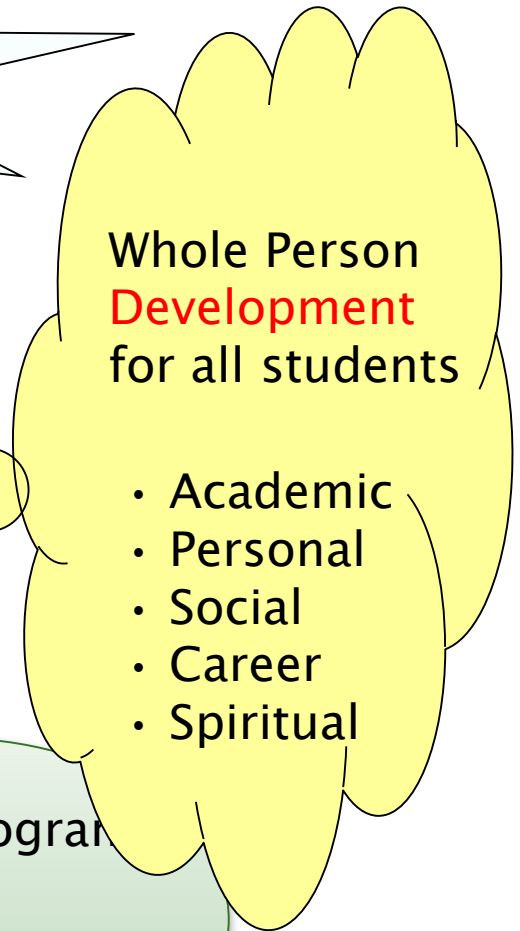 Whole Person
Development
for all students
• Academic
• Personal
• Social
• Career
• Spiritual